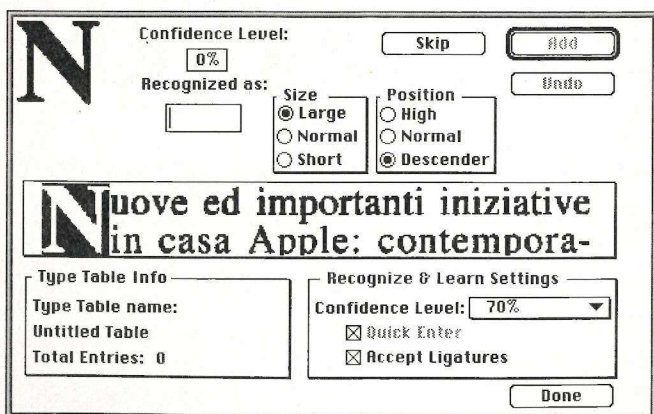 N
Confidence Level:
0%
Recognized as:
Skip
Add
Undo
Size
Large
Normal
Short
Position
High
Normal
Descender
Nuove ed importanti iniziative
in casa Apple: contempora-
Type Table Info
Type Table name:
Untitled Table
Total Entries: 0
Recognize & Learn Settings
Confidence Level: 70%
Quick Enter
Accept Ligatures
Done